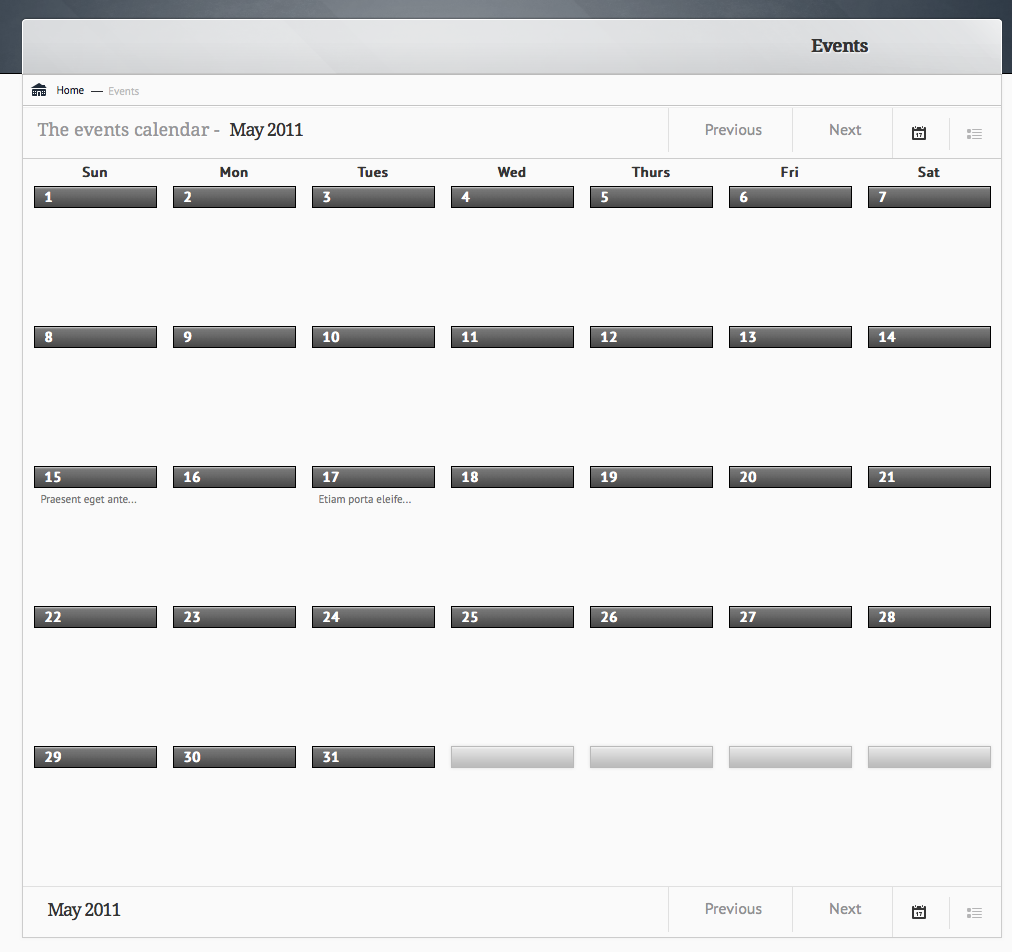 Events
Home — Events
The events calendar - May 2011 Previous Next 17
Sun Mon Tues Wed Thurs Fri Sat
1 2 3 4 5 6 7
8 9 10 11 12 13 14
15 16 17 18 19 20 21
Praesent eget ante... Etiam porta eleife...
22 23 24 25 26 27 28
29 30 31
May 2011 Previous Next 17